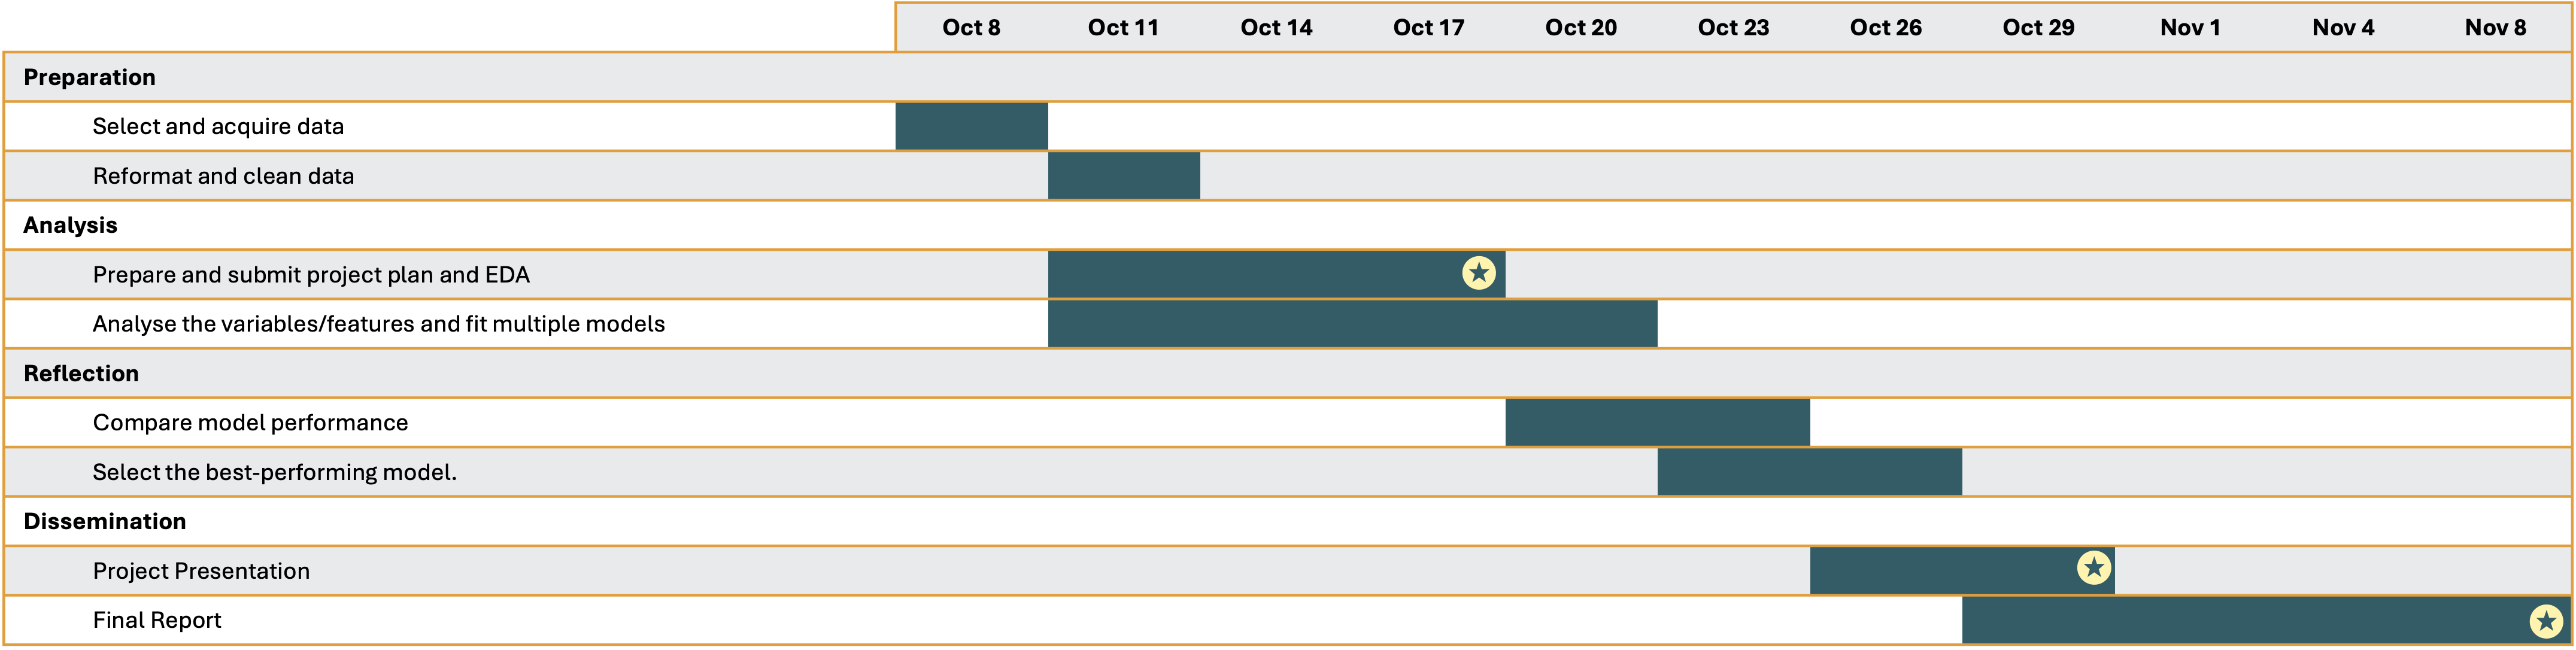 Oct 8 Oct 11 Oct 14 Oct 17 Oct 20 Oct 23 Oct 26 Oct 29 Nov 1 Nov 4 Nov 8
Preparation
Select and acquire data
Reformat and clean data
Analysis
Prepare and submit project plan and EDA
Analyse the variables/features and fit multiple models
Reflection
Compare model performance
Select the best-performing model.
Dissemination
Project Presentation
Final Report